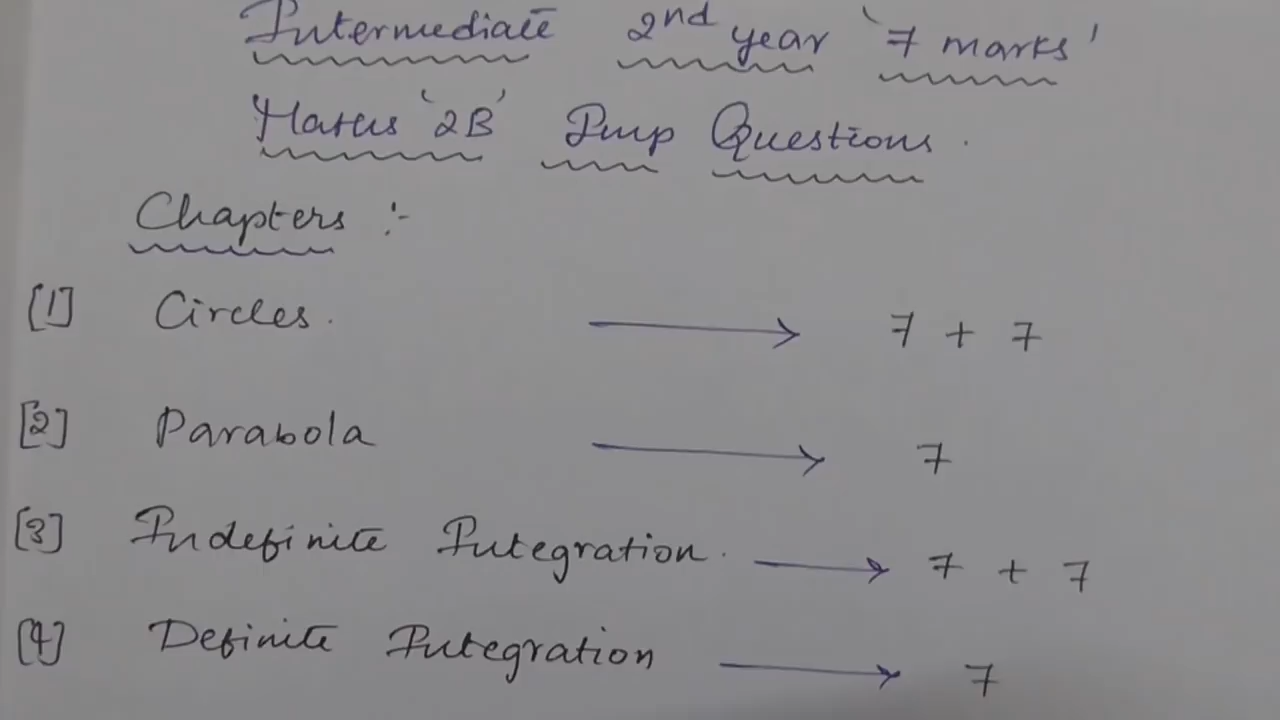 Intermediate 2nd year '7 marks'
Maths '2B' Imp Questions.
Chapters :-
[1] Circles. → 7 + 7
[2] Parabola → 7
[3] Indefinite Integration. → 7 + 7
[4] Definite Integration → 7